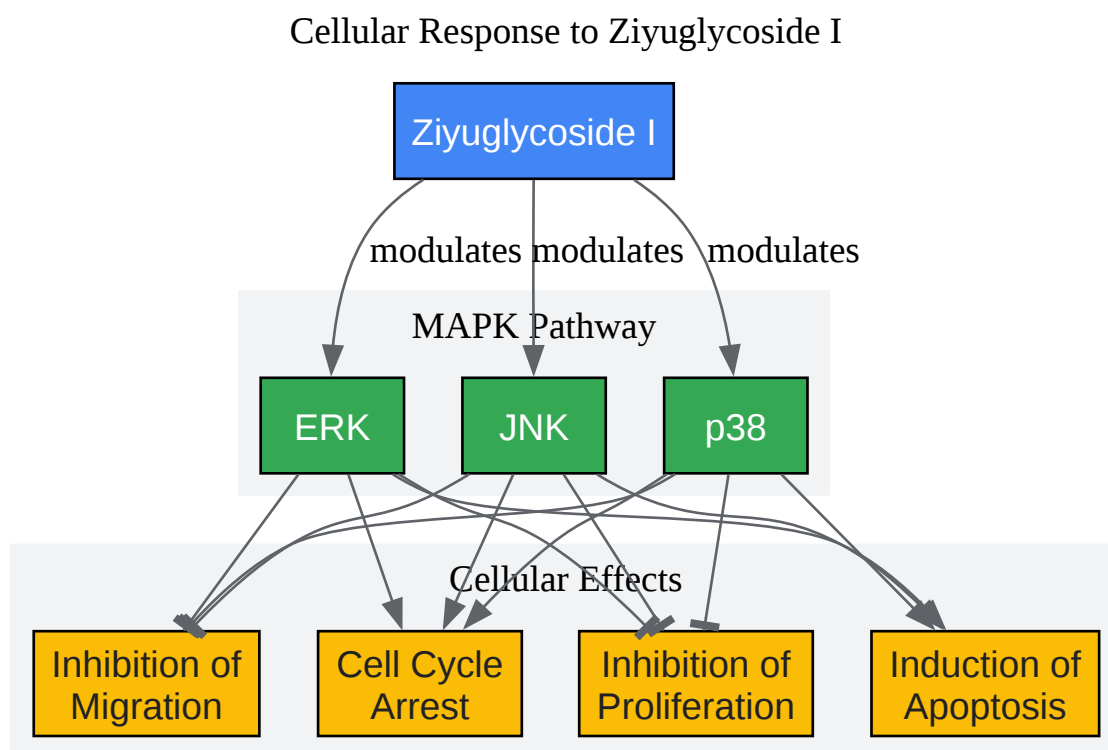 Cellular Response to Ziyuglycoside I
Ziyuglycoside I
modulates modulates modulates
MAPK Pathway
ERK JNK p38
Cellular Effects
Inhibition of
Migration
Cell Cycle
Arrest
Inhibition of
Proliferation
Induction of
Apoptosis